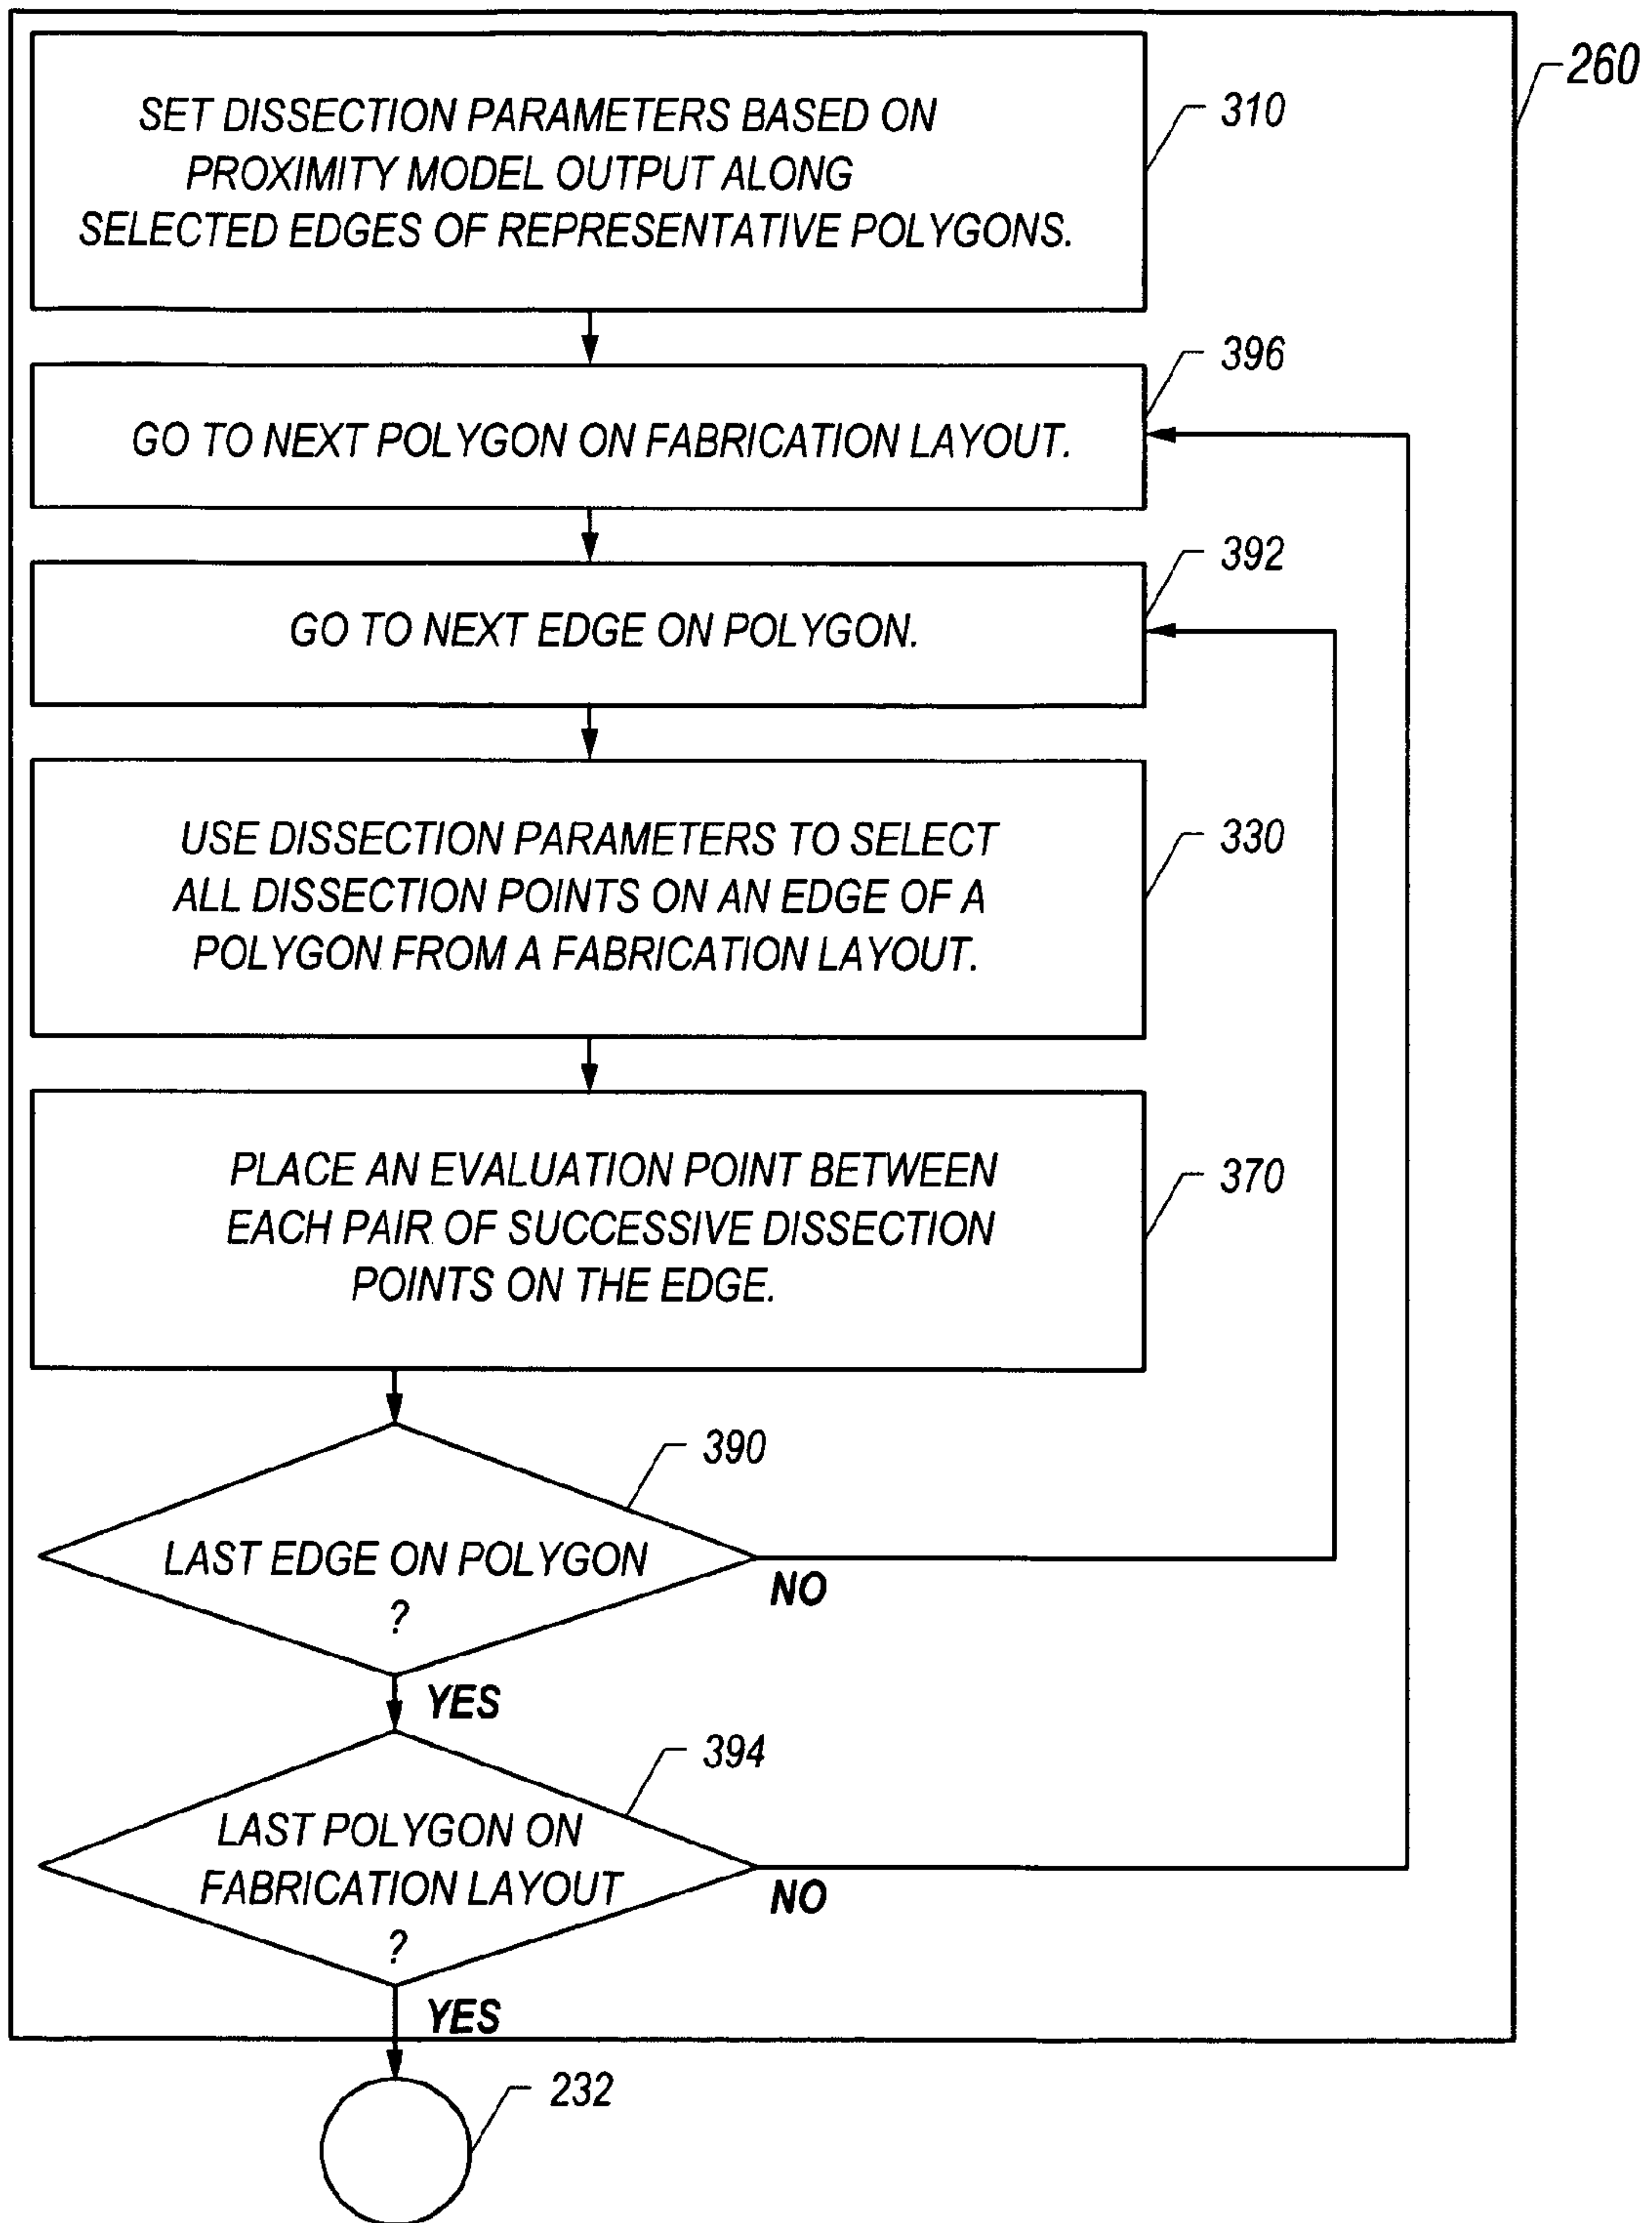 260
SET DISSECTION PARAMETERS BASED ON
PROXIMITY MODEL OUTPUT ALONG
SELECTED EDGES OF REPRESENTATIVE POLYGONS.
310
396
GO TO NEXT POLYGON ON FABRICATION LAYOUT.
392
GO TO NEXT EDGE ON POLYGON.
USE DISSECTION PARAMETERS TO SELECT
ALL DISSECTION POINTS ON AN EDGE OF A
POLYGON FROM A FABRICATION LAYOUT.
330
PLACE AN EVALUATION POINT BETWEEN
EACH PAIR OF SUCCESSIVE DISSECTION
POINTS ON THE EDGE.
370
390
LAST EDGE ON POLYGON
?
NO
YES
394
LAST POLYGON ON
FABRICATION LAYOUT
?
NO
YES
232